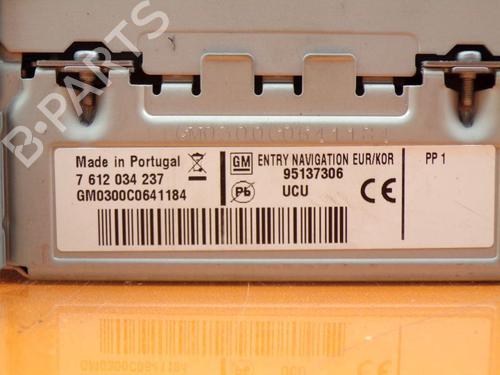 B-PARTS
GM0300C0641184
Made in Portugal
7 612 034 237
GM0300C0641184
GM
ENTRY NAVIGATION EUR/KOR
95137306
Pb
UCU
CE
PP 1